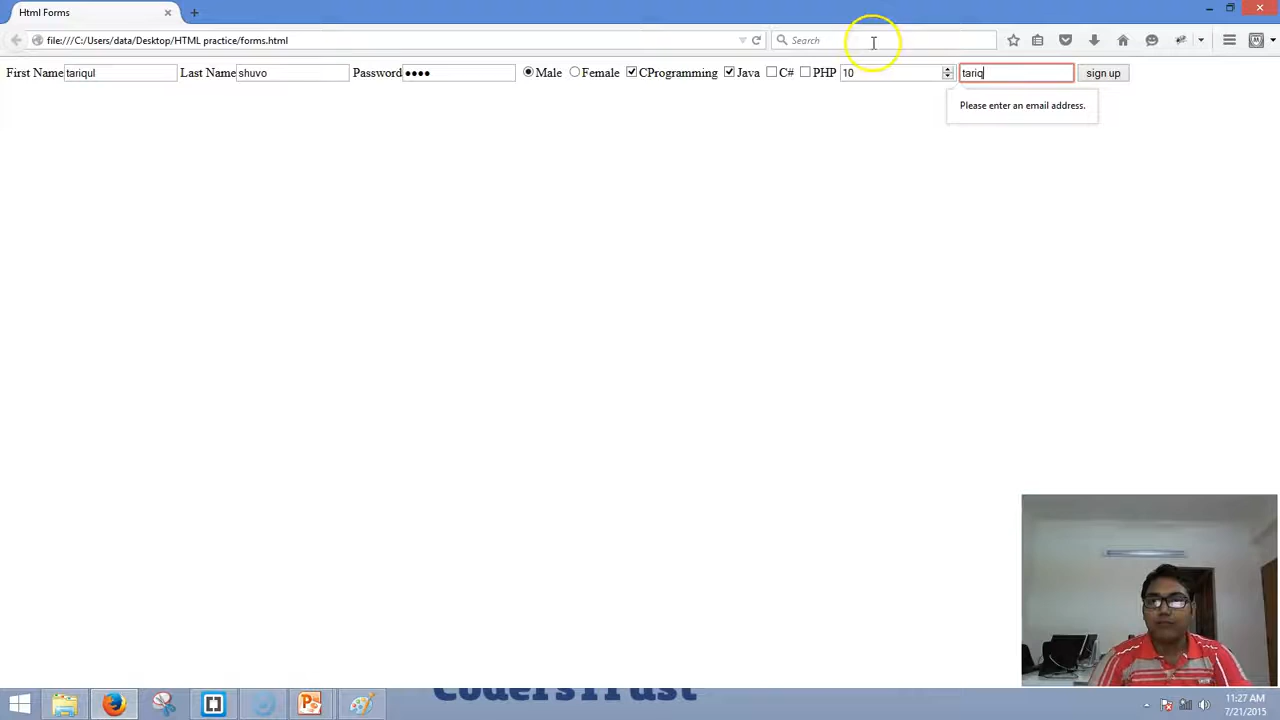 Html Forms
file:///C:/Users/data/Desktop/HTML practice/forms.html
Search
First Name tariqul Last Name shuvo Password ●●●● Male Female CProgramming Java C# PHP 10 tariq sign up
Please enter an email address.
CodersTrust
11:27 AM
7/21/2015